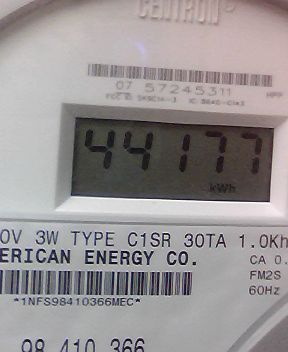 CENTRON
07 57245311
44177
kWh
0V 3W TYPE C1SR 30TA 1.0Kh
ERICAN ENERGY CO.
CA 0.
FM2S
60Hz
*1NFS98410366MEC*
98 410 366